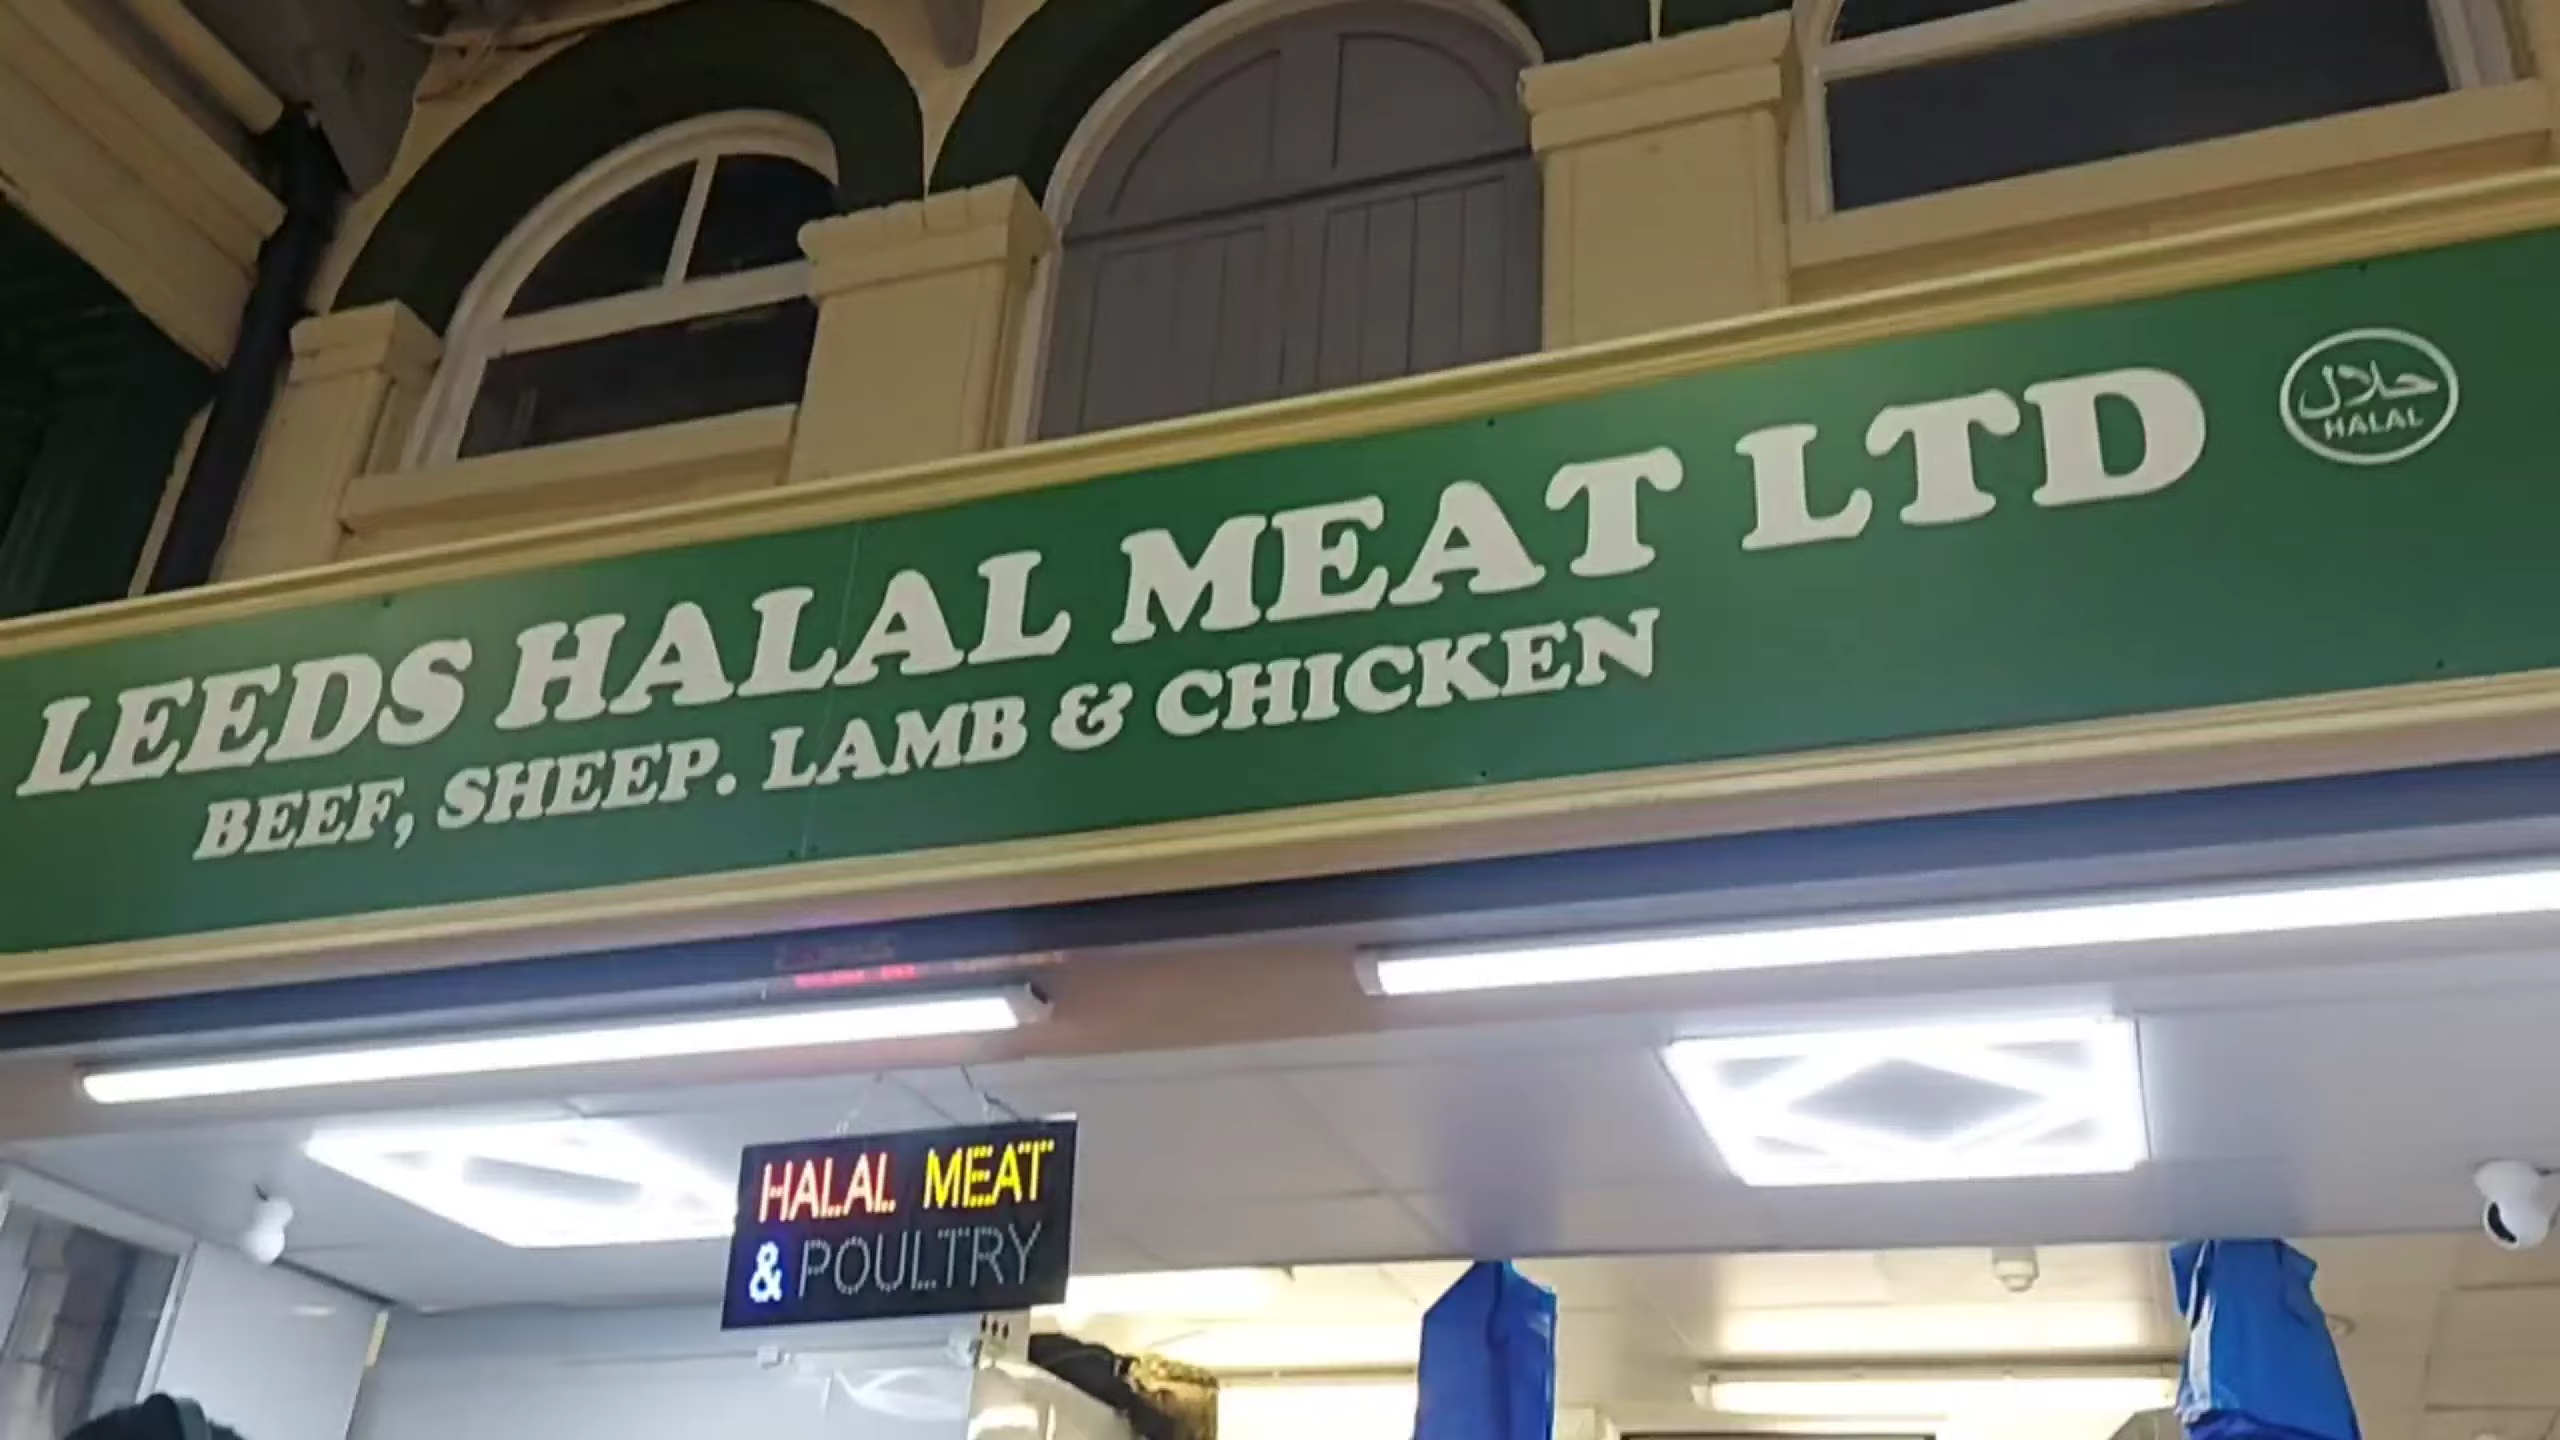 LEEDS HALAL MEAT LTD
BEEF, SHEEP. LAMB & CHICKEN
حلال
HALAL
HALAL MEAT
& POULTRY